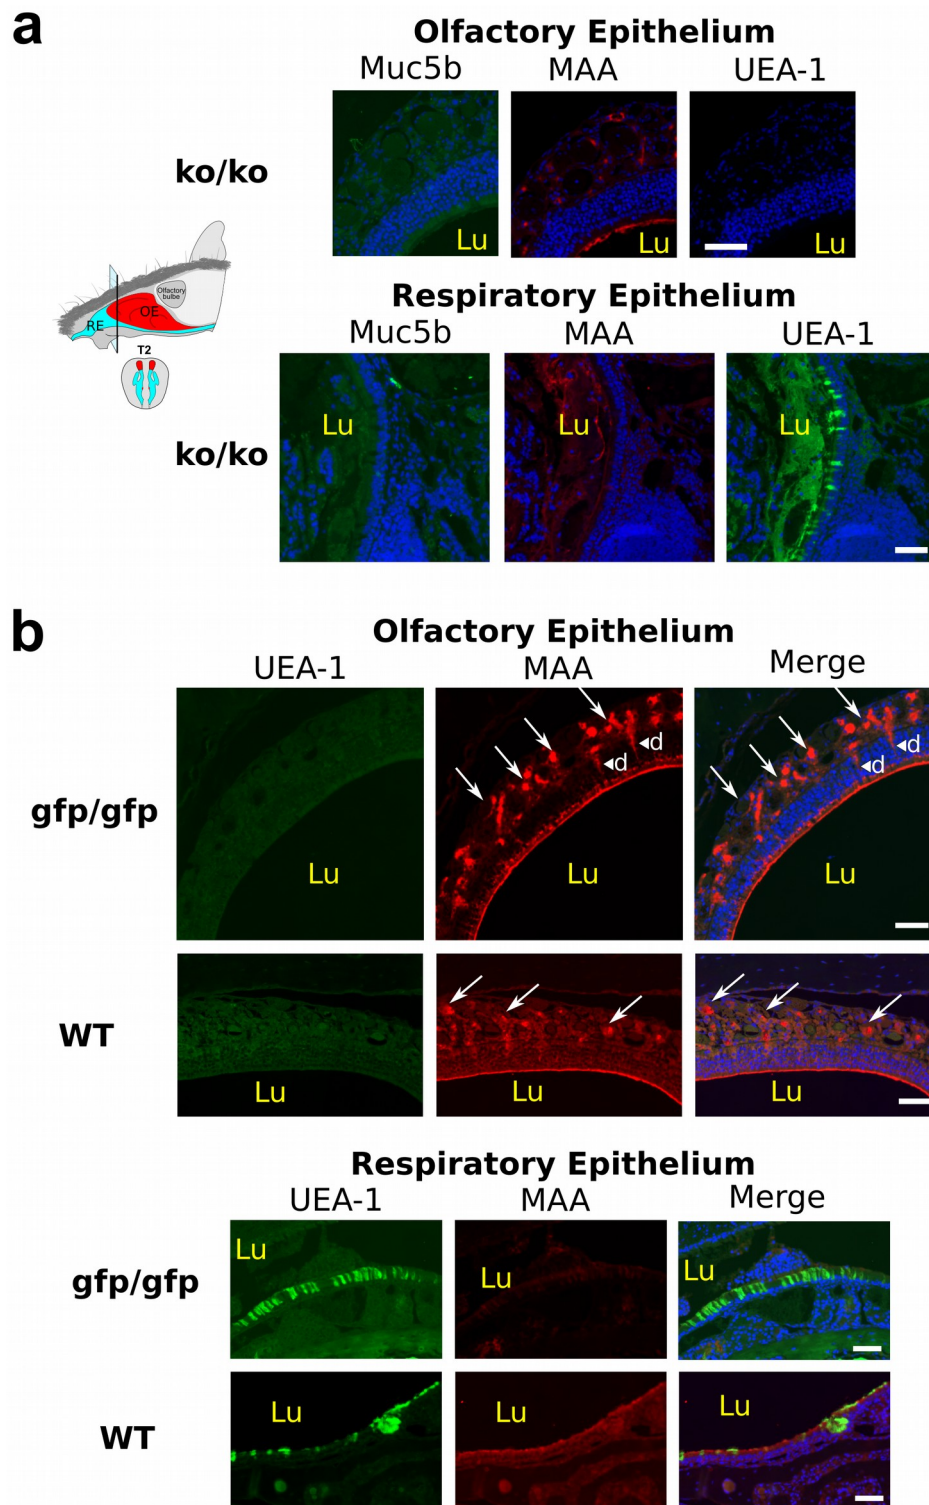 a
Olfactory Epithelium
Muc5b MAA UEA-1
ko/ko
Lu Lu Lu
Olfactory
bulbe
OE
RE
T2
Respiratory Epithelium
Muc5b MAA UEA-1
ko/ko
Lu Lu Lu
b
Olfactory Epithelium
UEA-1 MAA Merge
gfp/gfp
d d
d d
Lu Lu Lu
WT
Lu Lu Lu
Respiratory Epithelium
UEA-1 MAA Merge
gfp/gfp
Lu Lu Lu
WT
Lu Lu Lu